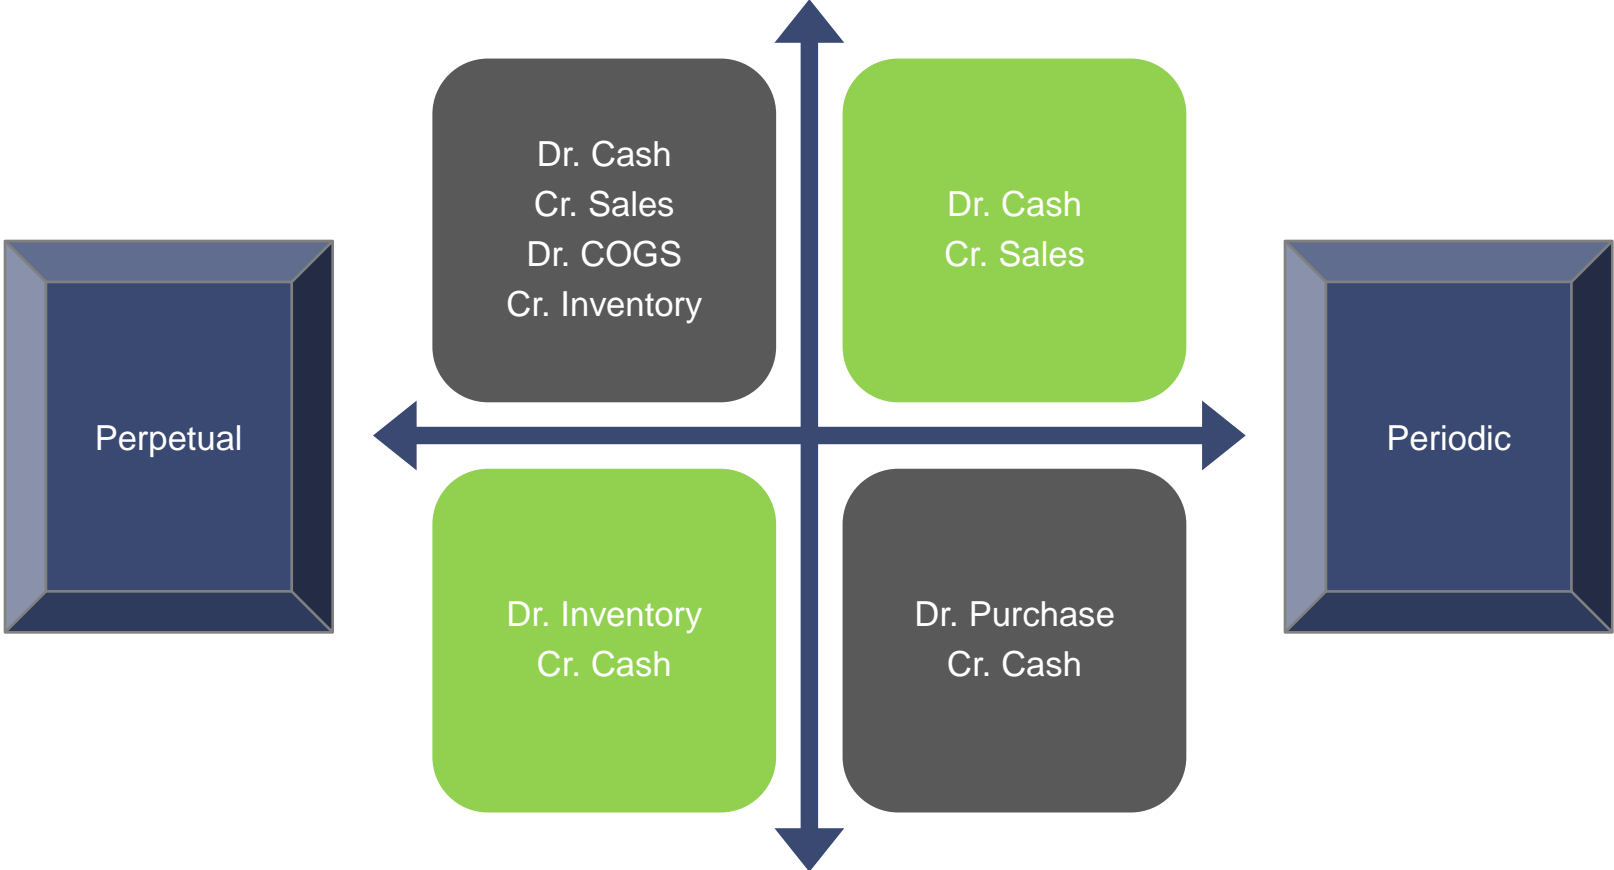 Dr. Cash
Cr. Sales
Dr. COGS
Cr. Inventory
Dr. Cash
Cr. Sales
Perpetual
Periodic
Dr. Inventory
Cr. Cash
Dr. Purchase
Cr. Cash